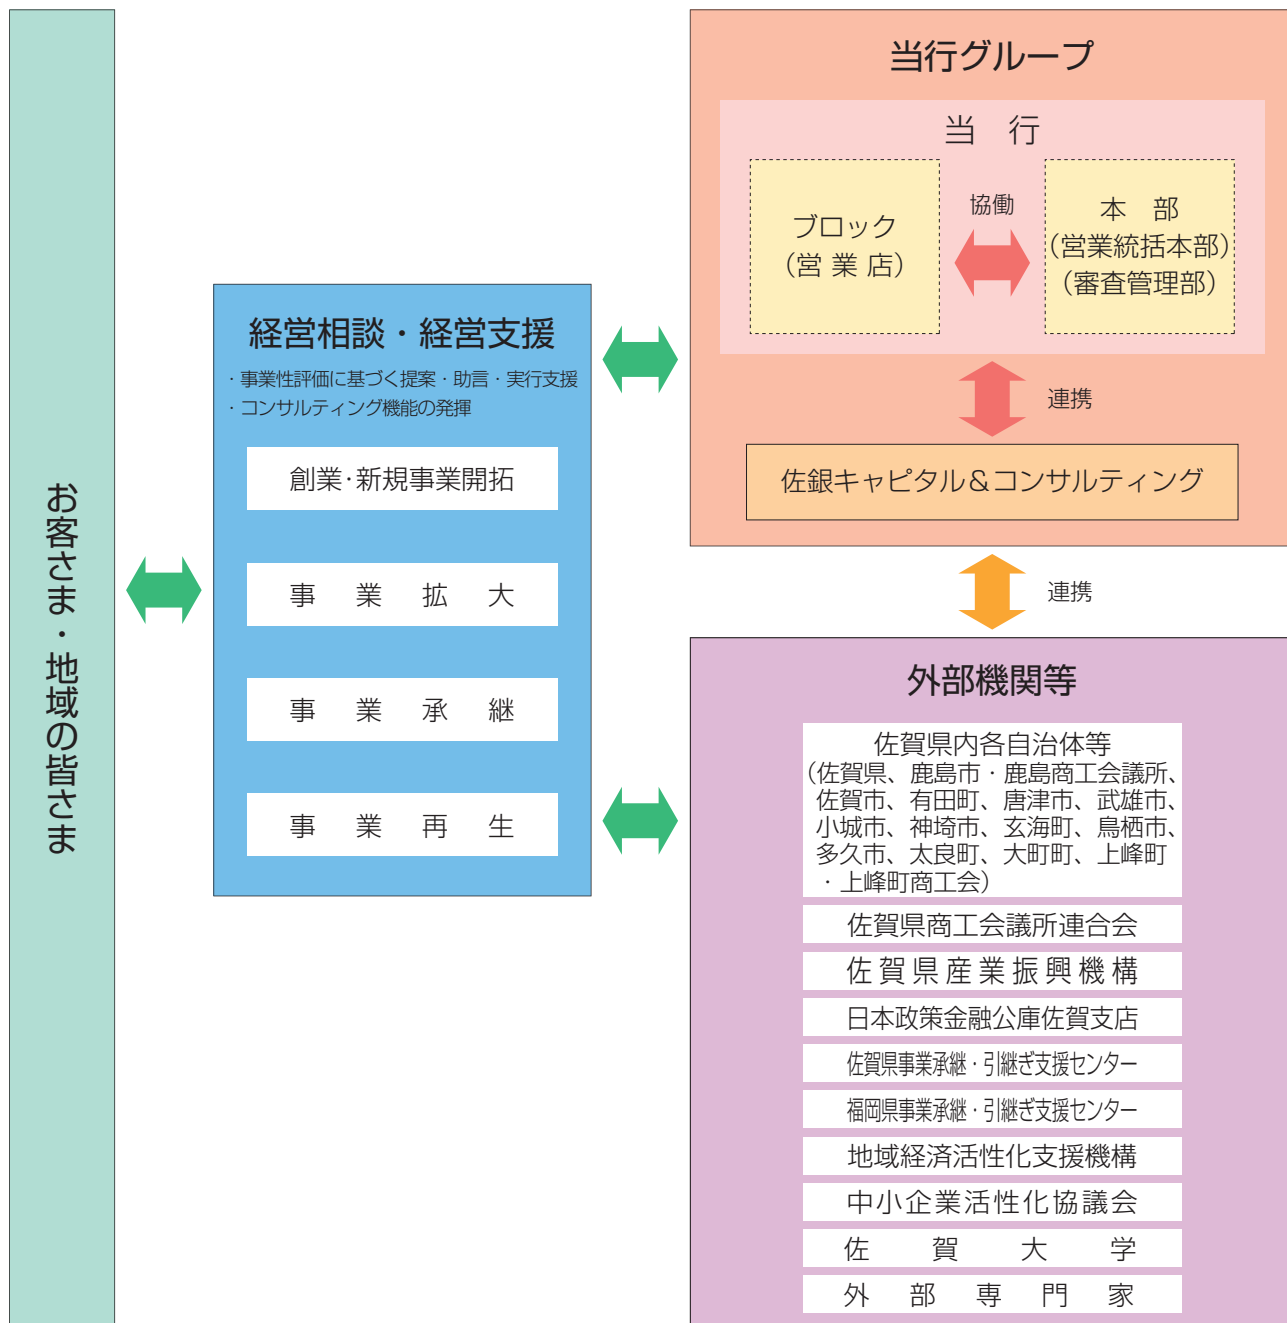 お客さま・地域の皆さま
経営相談・経営支援
・事業性評価に基づく提案・助言・実行支援
・コンサルティング機能の発揮
創業・新規事業開拓
事業拡大
事業承継
事業再生
当行グループ
当行
ブロック
（営業店）
協働
本部
（営業統括本部）
（審査管理部）
連携
佐銀キャピタル＆コンサルティング
連携
外部機関等
佐賀県内各自治体等
（佐賀県、鹿島市・鹿島商工会議所、
佐賀市、有田町、唐津市、武雄市、
小城市、神埼市、玄海町、鳥栖市、
多久市、太良町、大町町、上峰町
・上峰町商工会）
佐賀県商工会議所連合会
佐賀県産業振興機構
日本政策金融公庫佐賀支店
佐賀県事業承継・引継ぎ支援センター
福岡県事業承継・引継ぎ支援センター
地域経済活性化支援機構
中小企業活性化協議会
佐賀大学
外部専門家